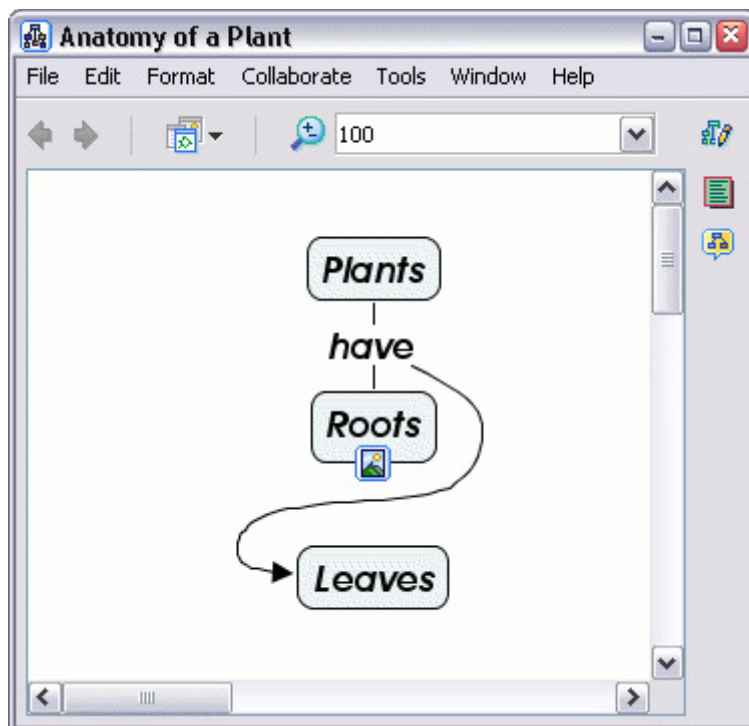 Anatomy of a Plant
File Edit Format Collaborate Tools Window Help
100
Plants
have
Roots
Leaves